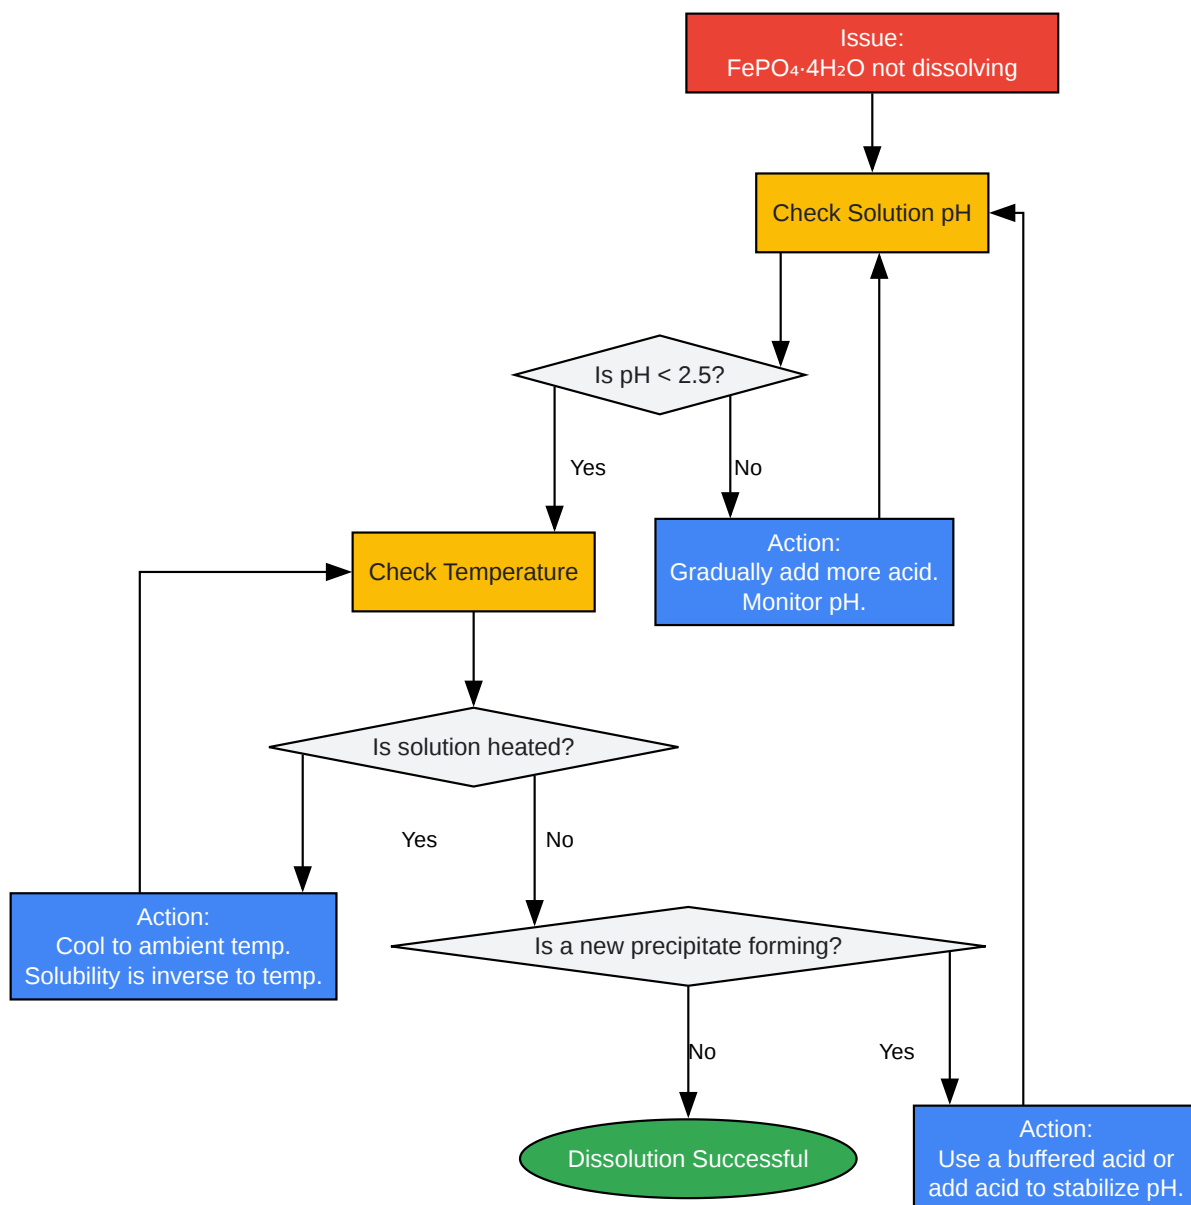 Issue:
FePO₄·4H₂O not dissolving
Check Solution pH
Is pH < 2.5?
Yes
No
Check Temperature
Action:
Gradually add more acid.
Monitor pH.
Is solution heated?
Yes
No
Action:
Cool to ambient temp.
Solubility is inverse to temp.
Is a new precipitate forming?
No
Yes
Dissolution Successful
Action:
Use a buffered acid or
add acid to stabilize pH.